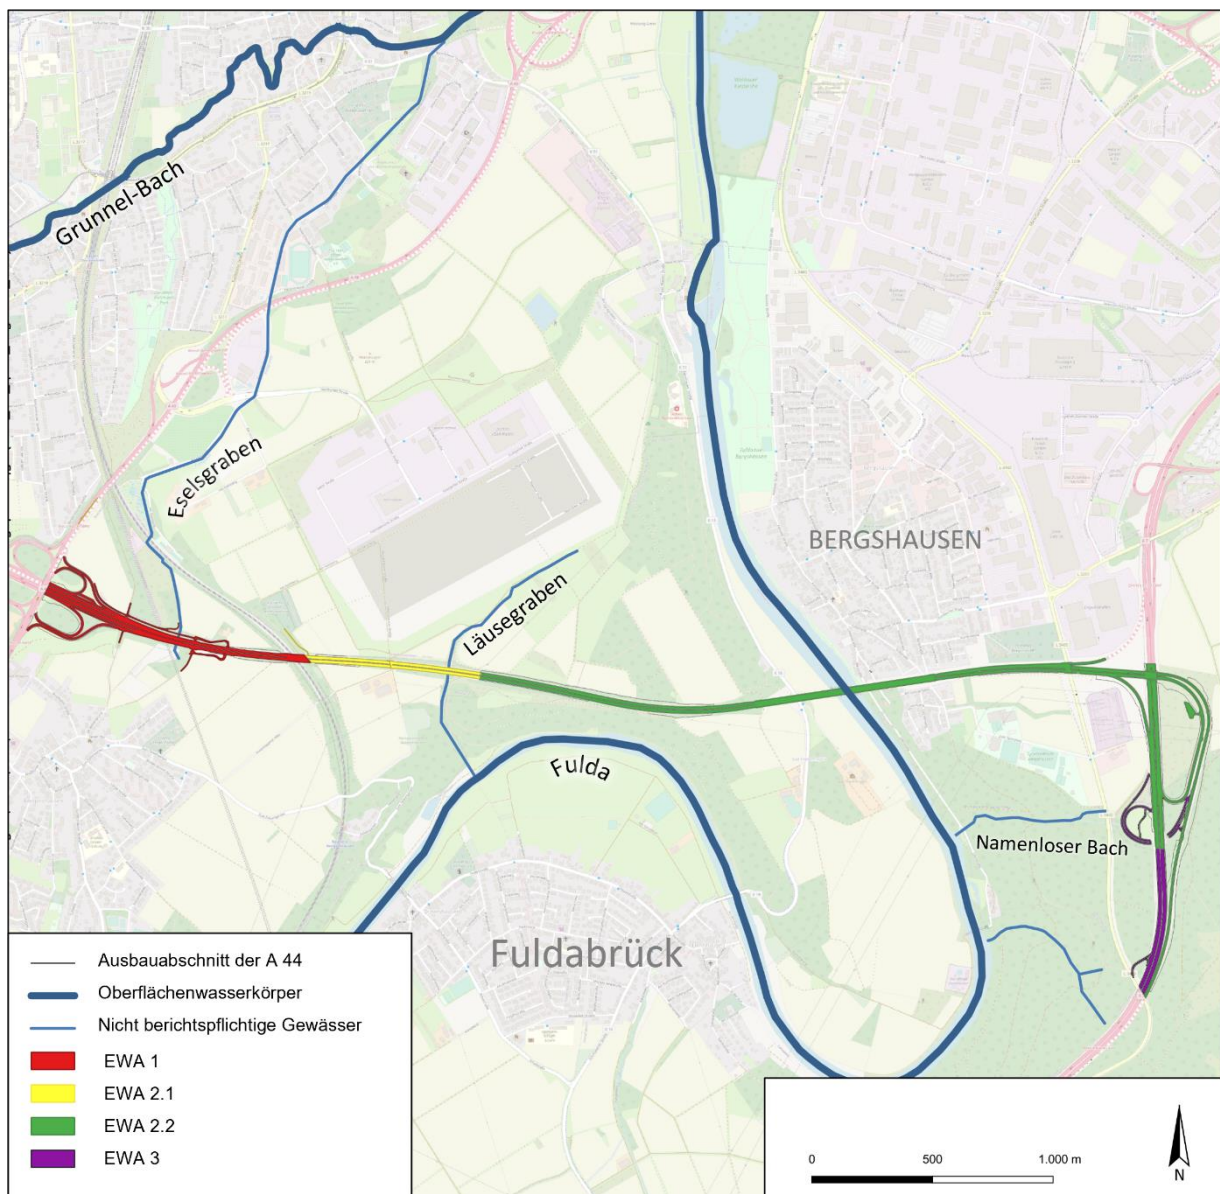 Grunnel-Bach
Eselsgraben
BERGSHAUSEN
Läusegraben
Fulda
Namenloser Bach
Fuldabrück
Ausbauabschnitt der A 44
Oberflächenwasserkörper
Nicht berichtspflichtige Gewässer
EWA 1
EWA 2.1
EWA 2.2
EWA 3
0 500 1.000 m
N